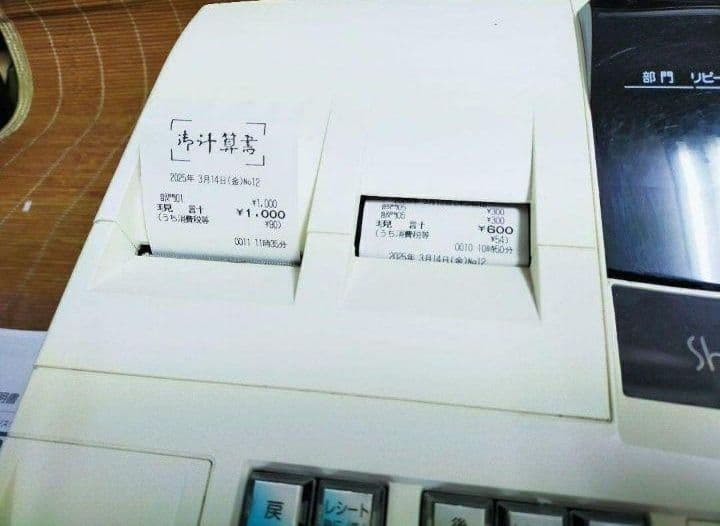 御計算書
2025年 3月14日(金)No12
部門01 ¥1,000
現 計 ¥1,000
(うち消費税等 ¥90)
0011 11時35分
部門05 ¥300
部門05 ¥300
現 計 ¥600
(うち消費税等 ¥54)
0010 10時50分
2025年 3月14日(金)No12
部門 リピー
Sh
明書
戻
レシート
後